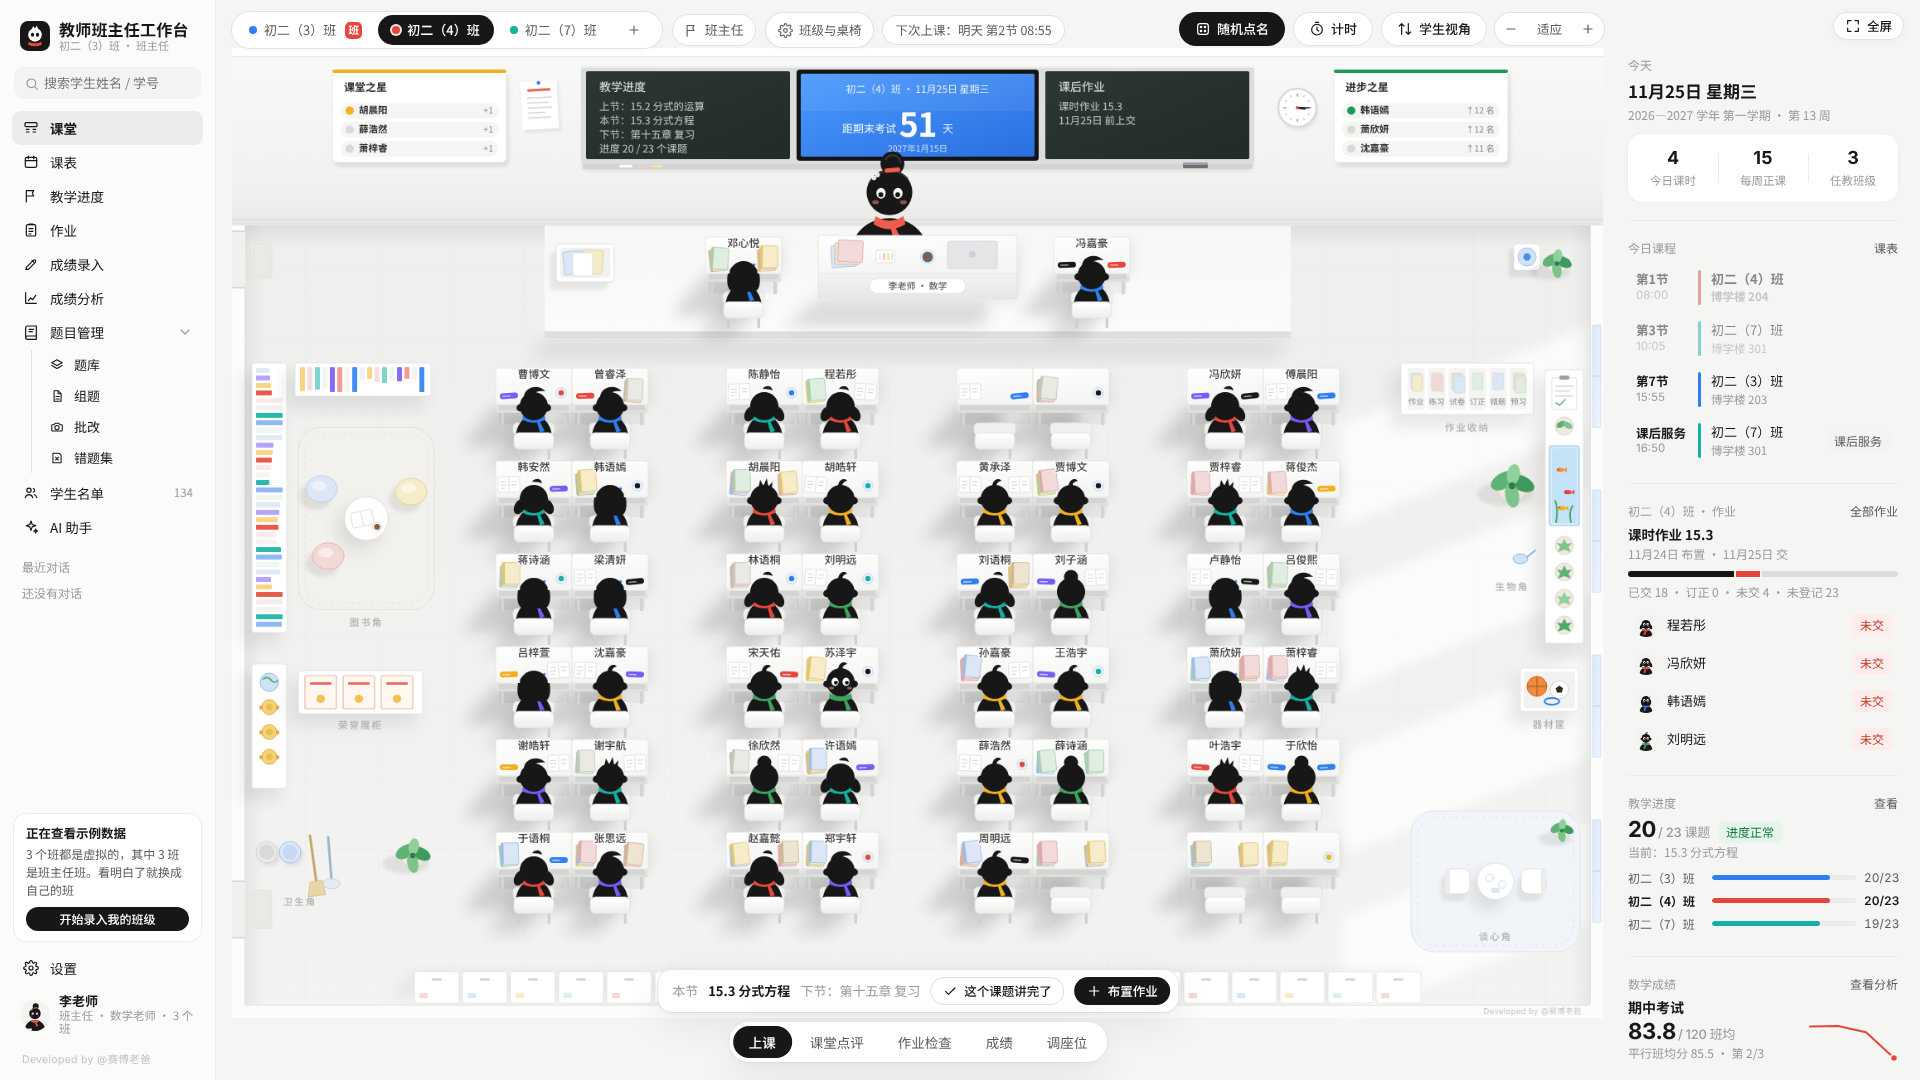 教师班主任工作台
初二（3）班 · 班主任
搜索学生姓名 / 学号
课堂
课表
教学进度
作业
成绩录入
成绩分析
题目管理
题库
组题
批改
错题集
学生名单 134
AI 助手
最近对话
还没有对话
正在查看示例数据
3 个班都是虚拟的，其中 3 班
是班主任班。看明白了就换成
自己的班
开始录入我的班级
设置
李老师
班主任 · 数学老师 · 3 个
班
Developed by @赛博老爸
初二（3）班 班
初二（4）班
初二（7）班
班主任
班级与桌椅
下次上课：明天 第2节 08:55
随机点名
计时
学生视角
适应
全屏
课堂之星
胡晨阳 +1
薛浩然 +1
萧梓睿 +1
教学进度
上节：15.2 分式的运算
本节：15.3 分式方程
下节：第十五章 复习
进度 20 / 23 个课题
初二（4）班 · 11月25日 星期三
距期末考试 51 天
2027年1月15日
课后作业
课时作业 15.3
11月25日 前上交
进步之星
韩语嫣 ↑12 名
萧欣妍 ↑12 名
沈嘉豪 ↑11 名
邓心悦
冯嘉豪
李老师 · 数学
曹博文 曾睿泽 陈静怡 程若彤 冯欣妍 傅晨阳
韩安然 韩语嫣 胡晨阳 胡皓轩 黄承泽 贾博文 贾梓睿 蒋俊杰
蒋诗涵 梁清妍 林语桐 刘明远 刘语桐 刘子涵 卢静怡 吕俊熙
吕梓萱 沈嘉豪 宋天佑 苏泽宇 孙嘉豪 王浩宇 萧欣妍 萧梓睿
谢皓轩 谢宇航 徐欣然 许语嫣 薛浩然 薛诗涵 叶浩宇 于欣怡
于语桐 张思远 赵嘉懿 郑宇轩 周明远
图书角
荣誉展柜
卫生角
作业 练习 试卷 订正 错题 预习
作业收纳
生物角
器材筐
谈心角
Developed by @赛博老爸
本节 15.3 分式方程 下节：第十五章 复习
这个课题讲完了
布置作业
上课 课堂点评 作业检查 成绩 调座位
今天
11月25日 星期三
2026—2027 学年 第一学期 · 第 13 周
4 15 3
今日课时 每周正课 任教班级
今日课程 课表
第1节 初二（4）班
08:00 博学楼 204
第3节 初二（7）班
10:05 博学楼 301
第7节 初二（3）班
15:55 博学楼 203
课后服务 初二（7）班
16:50 博学楼 301
课后服务
初二（4）班 · 作业 全部作业
课时作业 15.3
11月24日 布置 · 11月25日 交
已交 18 · 订正 0 · 未交 4 · 未登记 23
程若彤 未交
冯欣妍 未交
韩语嫣 未交
刘明远 未交
教学进度 查看
20 / 23 课题 进度正常
当前：15.3 分式方程
初二（3）班 20/23
初二（4）班 20/23
初二（7）班 19/23
数学成绩 查看分析
期中考试
83.8 / 120 班均
平行班均分 85.5 · 第 2/3